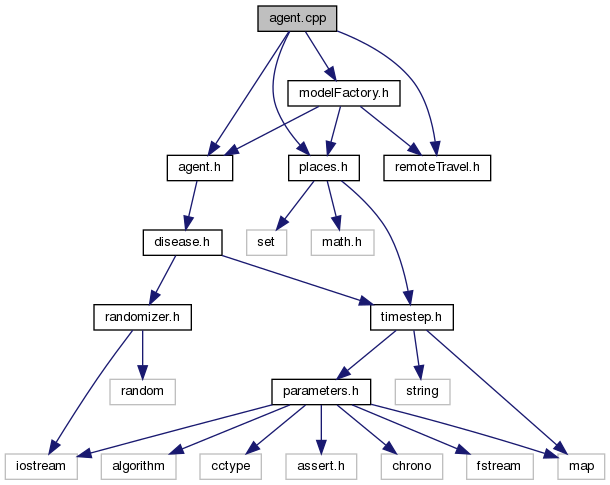 agent.cpp
modelFactory.h
agent.h
places.h
remoteTravel.h
disease.h
set
math.h
randomizer.h
timestep.h
random
parameters.h
string
iostream
algorithm
cctype
assert.h
chrono
fstream
map